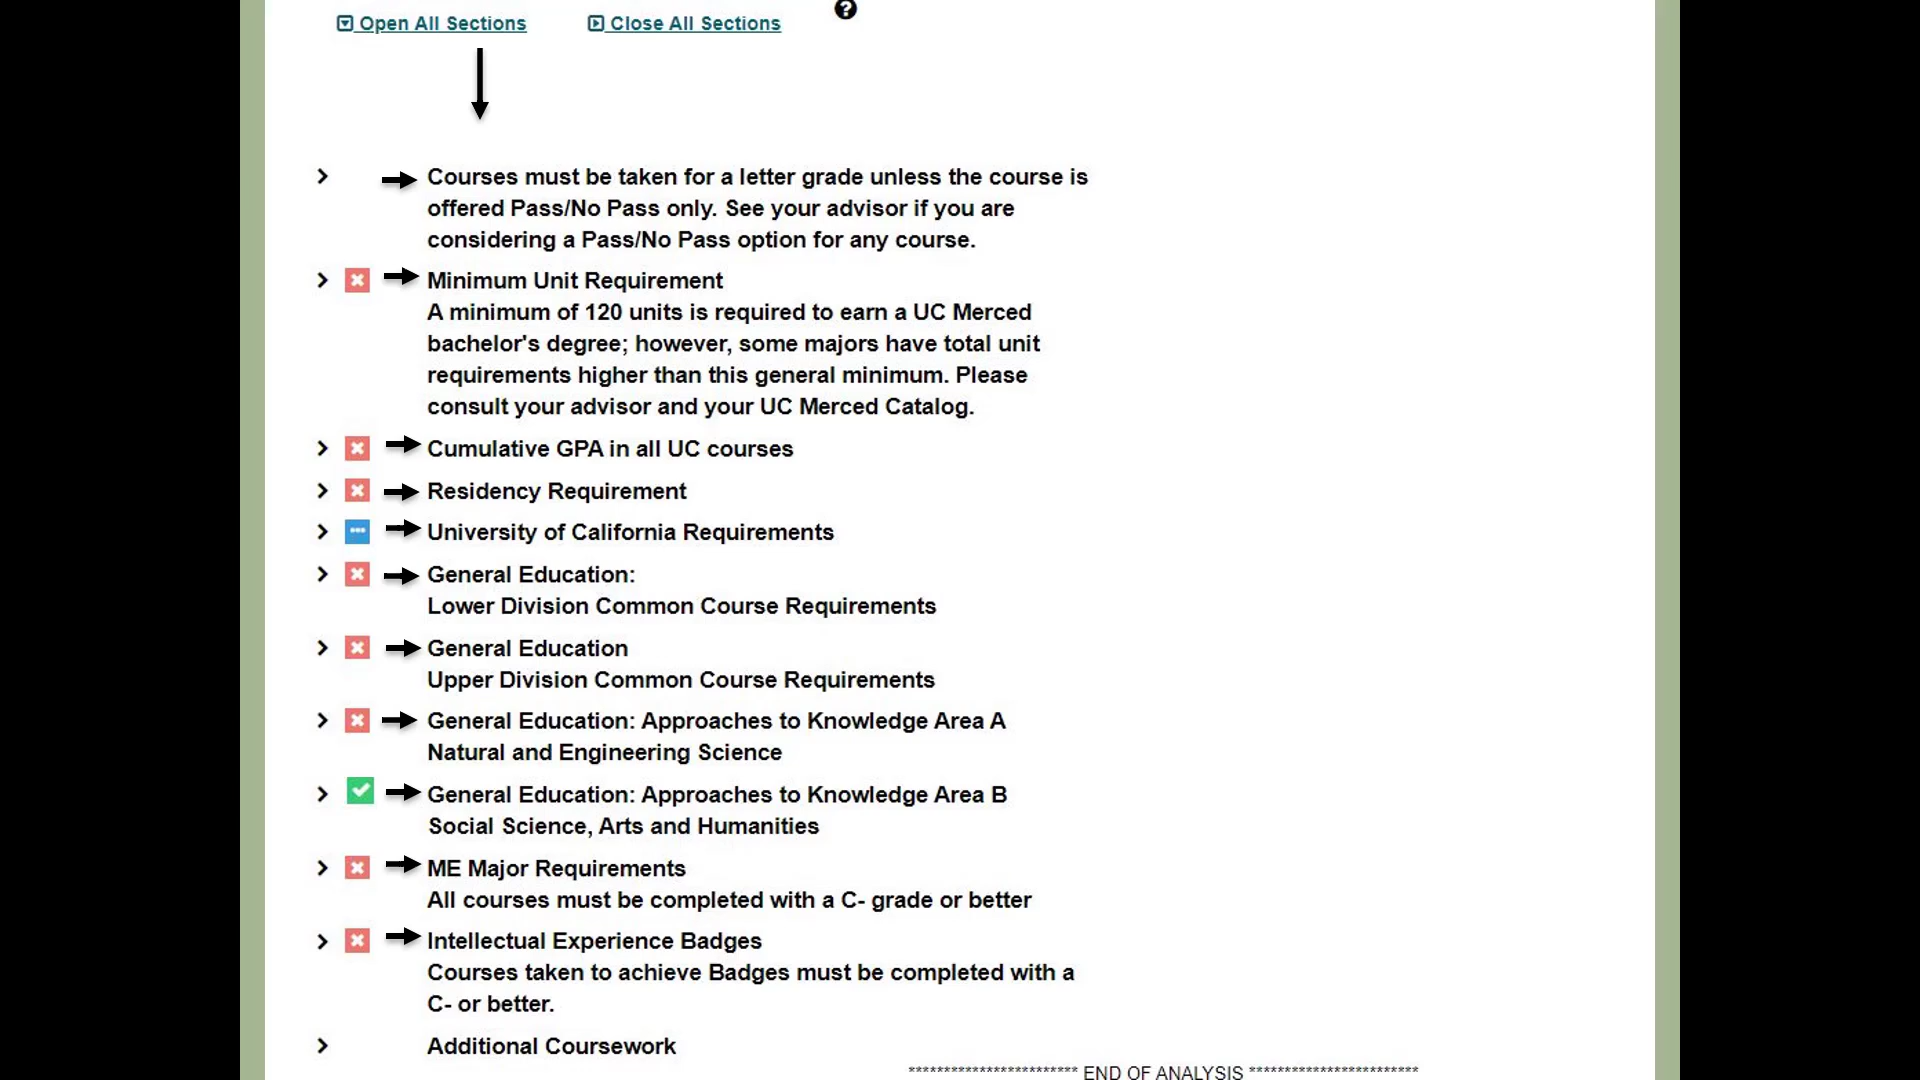 Open All Sections Close All Sections
Courses must be taken for a letter grade unless the course is
offered Pass/No Pass only. See your advisor if you are
considering a Pass/No Pass option for any course.
Minimum Unit Requirement
A minimum of 120 units is required to earn a UC Merced
bachelor's degree; however, some majors have total unit
requirements higher than this general minimum. Please
consult your advisor and your UC Merced Catalog.
Cumulative GPA in all UC courses
Residency Requirement
University of California Requirements
General Education:
Lower Division Common Course Requirements
General Education
Upper Division Common Course Requirements
General Education: Approaches to Knowledge Area A
Natural and Engineering Science
General Education: Approaches to Knowledge Area B
Social Science, Arts and Humanities
ME Major Requirements
All courses must be completed with a C- grade or better
Intellectual Experience Badges
Courses taken to achieve Badges must be completed with a
C- or better.
Additional Coursework
************************ END OF ANALYSIS ************************